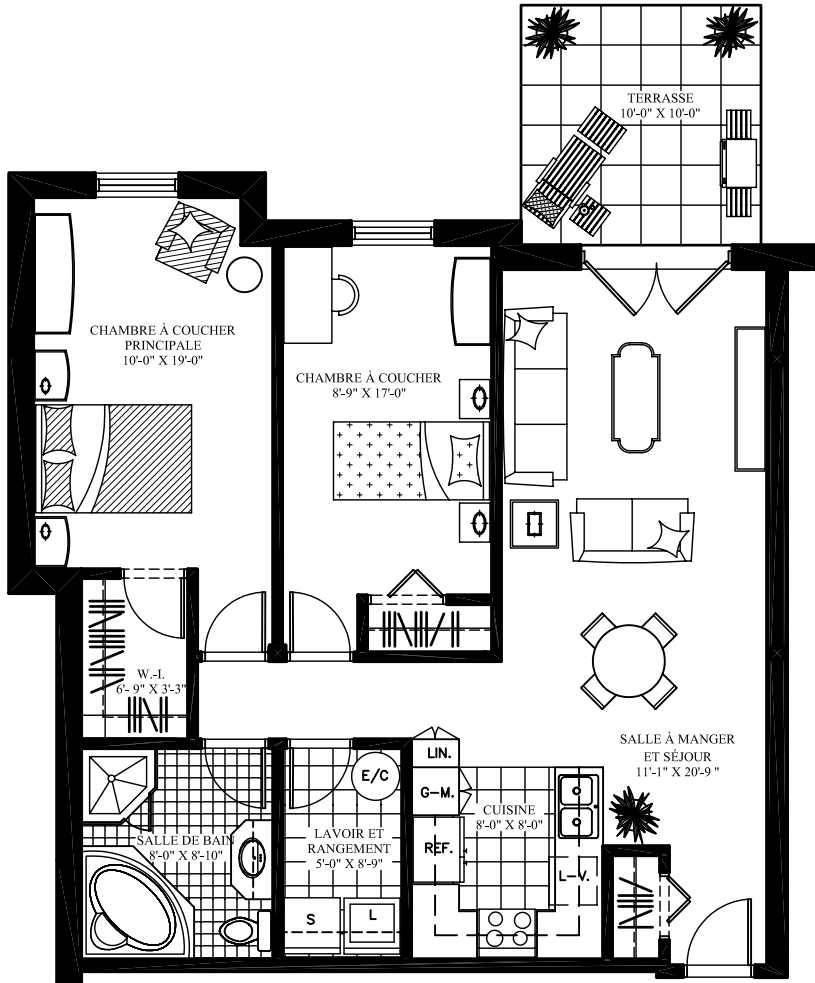 TERRASSE
10'-0" X 10'-0"
CHAMBRE À COUCHER
PRINCIPALE
10'-0" X 19'-0"
CHAMBRE À COUCHER
8'-9" X 17'-0"
W.-I.
6'- 9" X 3'-3"
SALLE À MANGER
ET SÉJOUR
11'-1" X 20'-9 "
LIN.
G-M.
REF.
CUISINE
8'-0" X 8'-0"
L-V.
E/C
LAVOIR ET
RANGEMENT
5'-0" X 8'-9"
S
L
SALLE DE BAIN
8'-0" X 8'-10"